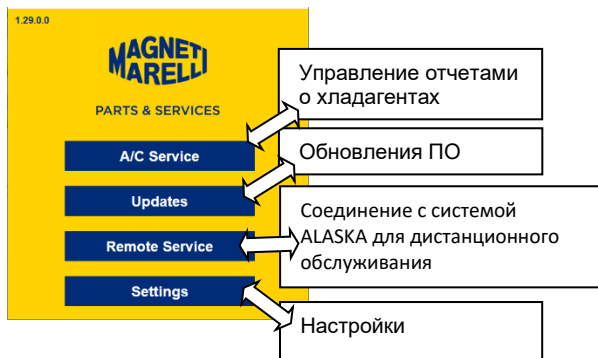 1.29.0.0
MAGNETI
MARELLI
PARTS & SERVICES
A/C Service
Updates
Remote Service
Settings
Управление отчетами
о хладагентах
Обновления ПО
Соединение с системой
ALASKA для дистанционного
обслуживания
Настройки